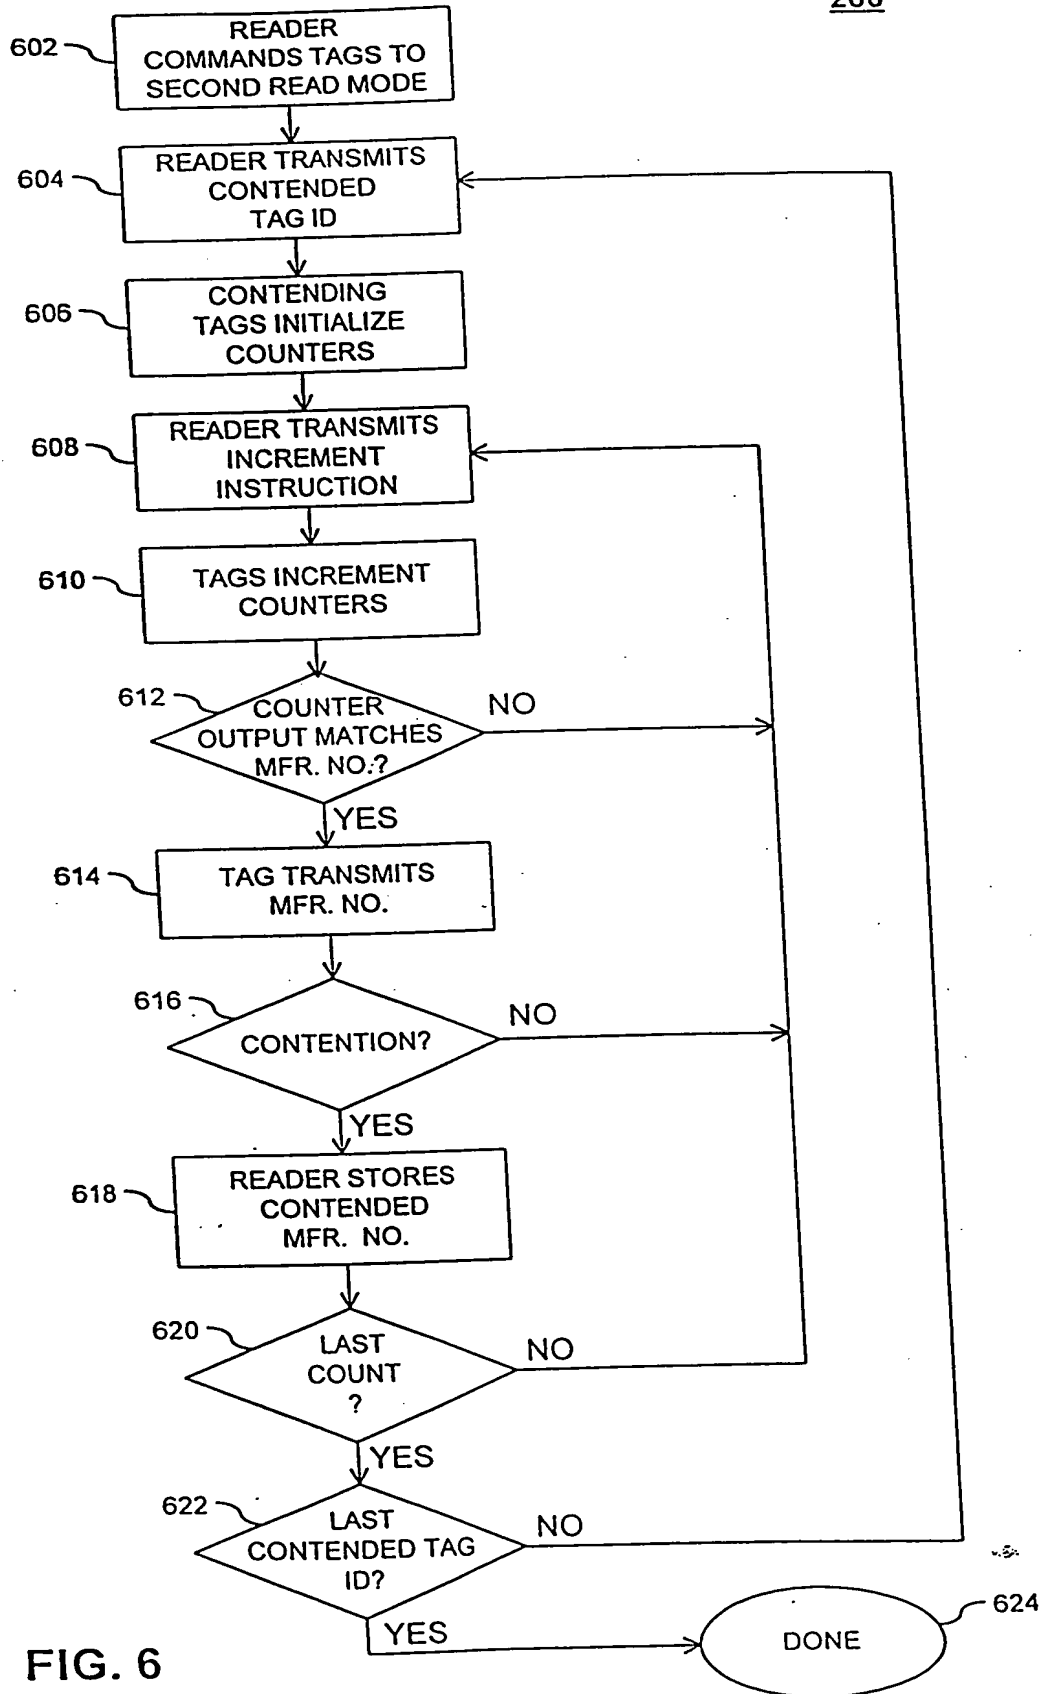 602
READER
COMMANDS TAGS TO
SECOND READ MODE
604
READER TRANSMITS
CONTENDED
TAG ID
606
CONTENDING
TAGS INITIALIZE
COUNTERS
608
READER TRANSMITS
INCREMENT
INSTRUCTION
610
TAGS INCREMENT
COUNTERS
612
COUNTER
OUTPUT MATCHES
MFR. NO.?
NO
YES
614
TAG TRANSMITS
MFR. NO.
616
CONTENTION?
NO
YES
618
READER STORES
CONTENDED
MFR. NO.
620
LAST
COUNT
?
NO
YES
622
LAST
CONTENDED TAG
ID?
NO
YES
624
DONE
FIG. 6